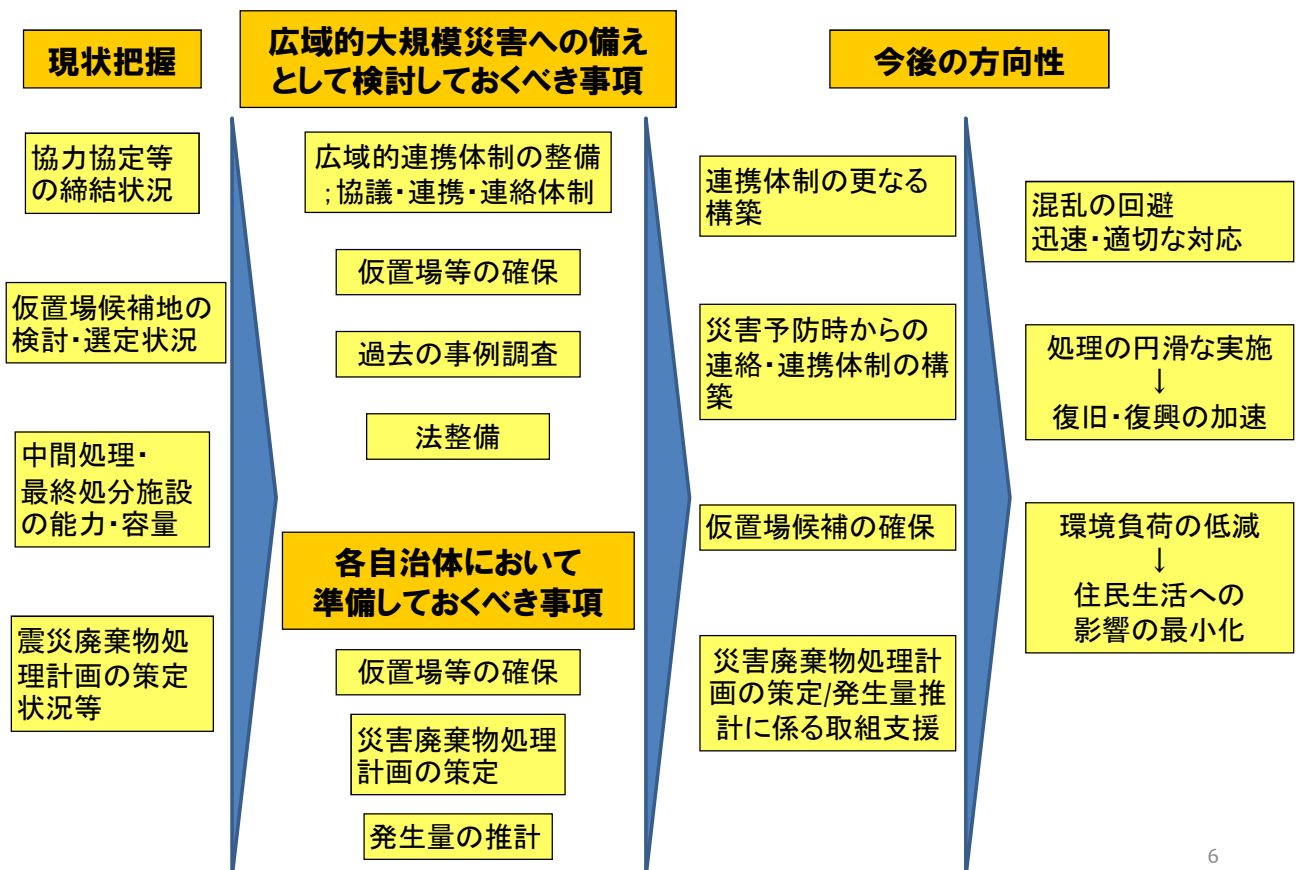 現状把握
広域的大規模災害への備え
として検討しておくべき事項
今後の方向性
協力協定等
の締結状況
仮置場候補地の
検討・選定状況
中間処理・
最終処分施設
の能力・容量
震災廃棄物処
理計画の策定
状況等
広域的連携体制の整備
;協議・連携・連絡体制
仮置場等の確保
過去の事例調査
法整備
各自治体において
準備しておくべき事項
仮置場等の確保
災害廃棄物処理
計画の策定
発生量の推計
連携体制の更なる
構築
災害予防時からの
連絡・連携体制の構
築
仮置場候補の確保
災害廃棄物処理計
画の策定/発生量推
計に係る取組支援
混乱の回避
迅速・適切な対応
処理の円滑な実施
↓
復旧・復興の加速
環境負荷の低減
↓
住民生活への
影響の最小化
6